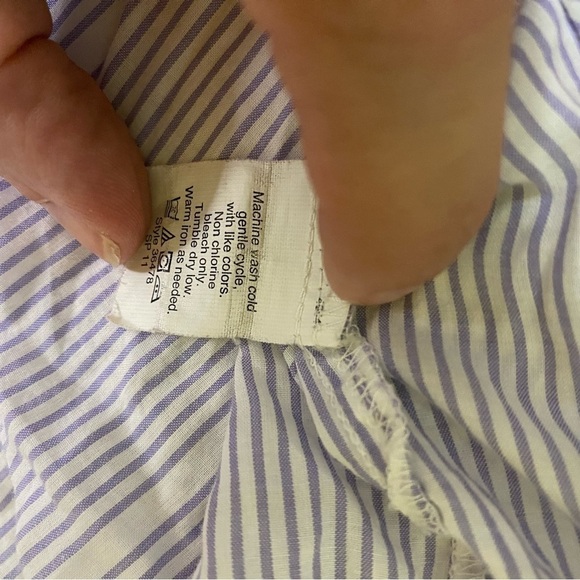 Machine wash cold
gentle cycle,
with like colors.
Non chlorine
bleach only.
Tumble dry low.
Warm iron as needed.
Style
SP 11